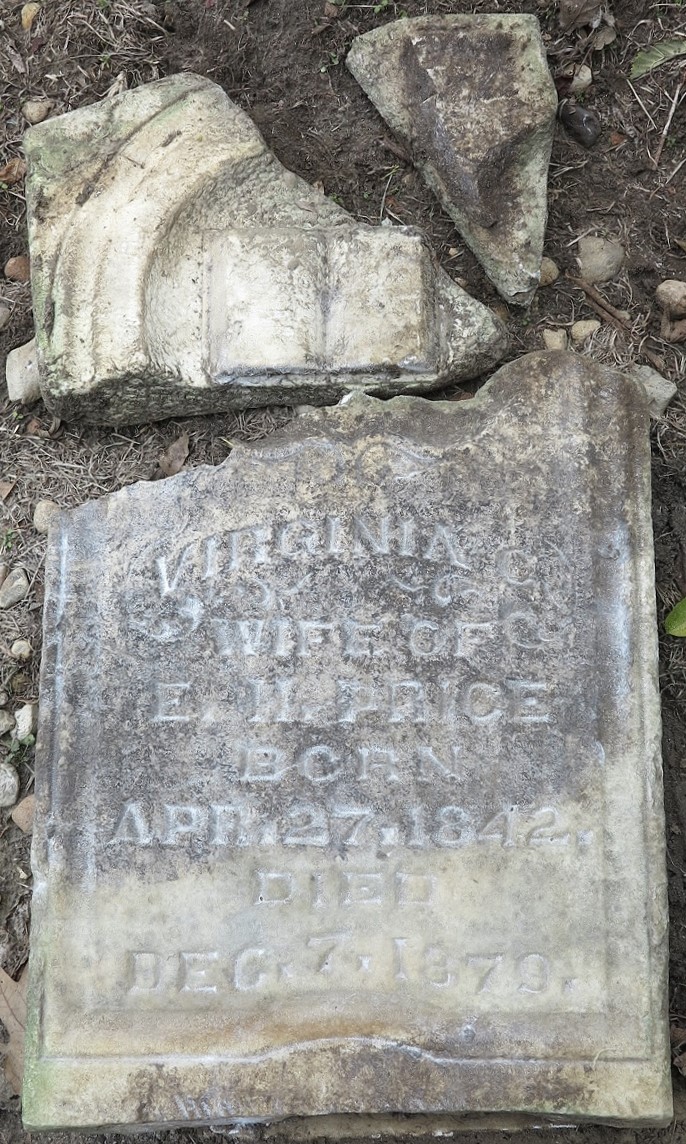 VIRGINIA C.
WIFE OF
E. H. PRICE
BORN
APR. 27, 1842.
DIED
DEC. 7, 1879.